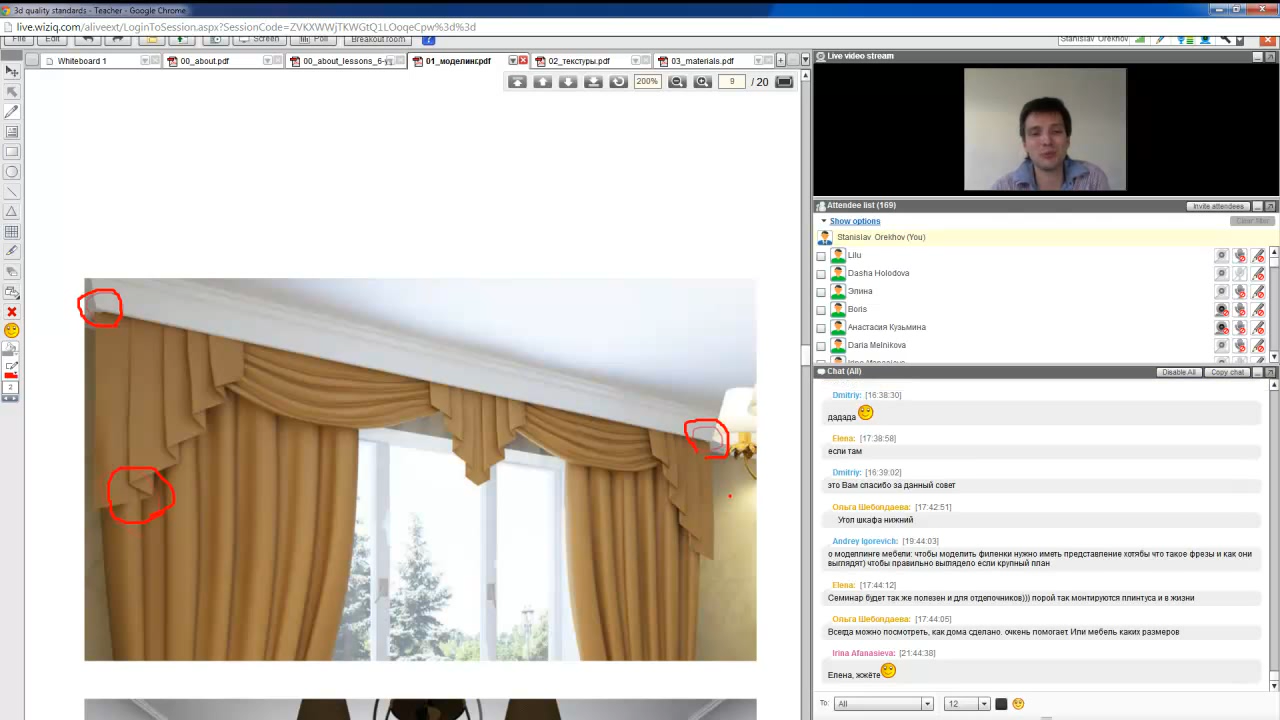 3d quality standards - Teacher - Google Chrome
live.wiziq.com/aliveext/LoginToSession.aspx?SessionCode=ZVKXWWjTKWGtQ1LOoqeCpw%3d%3d
File Edit Screen Poll Breakout room Stanislav Orekhov
Whiteboard 1 00_about.pdf 00_about_lessons_6-y 01_моделинг.pdf 02_текстуры.pdf 03_materials.pdf
200% 9 / 20
2
Live video stream
Attendee list (169) Invite attendees
Show options Clear After
Stanislav Orekhov (You)
Lilu
Dasha Holodova
Элина
Boris
Анастасия Кузьмина
Daria Melnikova
Irina Afanasieva
Chat (All) Disable All Copy chat
Dmitriy: [16:38:30]
дадада
Elena: [17:38:58]
если там
Dmitriy: [16:39:02]
это Вам спасибо за данный совет
Ольга Шеболдаева: [17:42:51]
Угол шкафа нижний
Andrey Igorevich: [19:44:03]
о моделлинге мебели: чтобы моделить филенки нужно иметь представление хотябы что такое фрезы и как они
выглядят) чтобы правильно выглядело если крупный план
Elena: [17:44:12]
Семинар будет так же полезен и для отделочников))) порой так монтируются плинтуса и в жизни
Ольга Шеболдаева: [17:44:05]
Всегда можно посмотреть, как дома сделано. очкень помогает. Или мебель каких размеров
Irina Afanasieva: [21:44:38]
Елена, жжёте
To: All 12